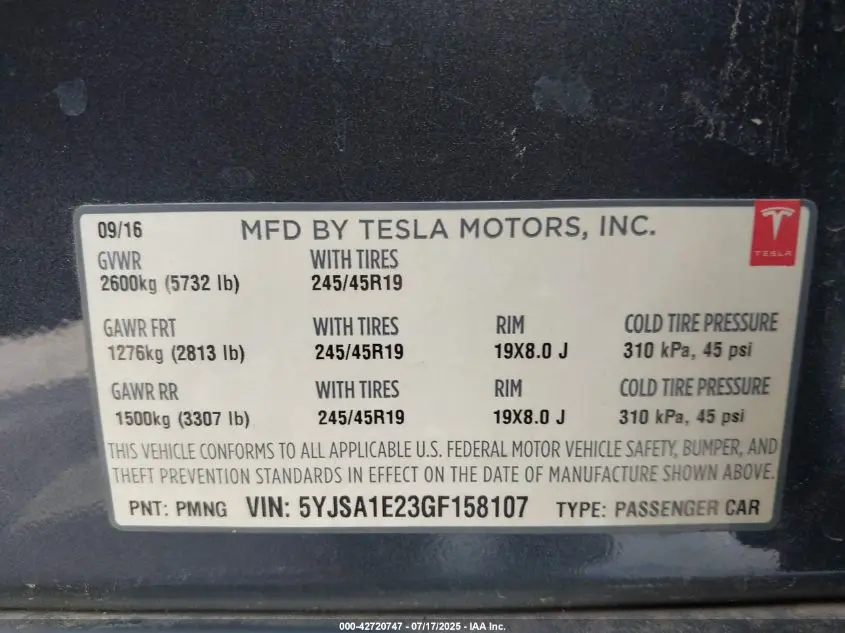 09/16 MFD BY TESLA MOTORS, INC.
TESLA
GVWR WITH TIRES
2600kg (5732 lb) 245/45R19
GAWR FRT WITH TIRES RIM COLD TIRE PRESSURE
1276kg (2813 lb) 245/45R19 19X8.0 J 310 kPa, 45 psi
GAWR RR WITH TIRES RIM COLD TIRE PRESSURE
1500kg (3307 lb) 245/45R19 19X8.0 J 310 kPa, 45 psi
THIS VEHICLE CONFORMS TO ALL APPLICABLE U.S. FEDERAL MOTOR VEHICLE SAFETY, BUMPER, AND
THEFT PREVENTION STANDARDS IN EFFECT ON THE DATE OF MANUFACTURE SHOWN ABOVE.
PNT: PMNG VIN: 5YJSA1E23GF158107 TYPE: PASSENGER CAR
000-42720747 - 07/17/2025 - IAA Inc.